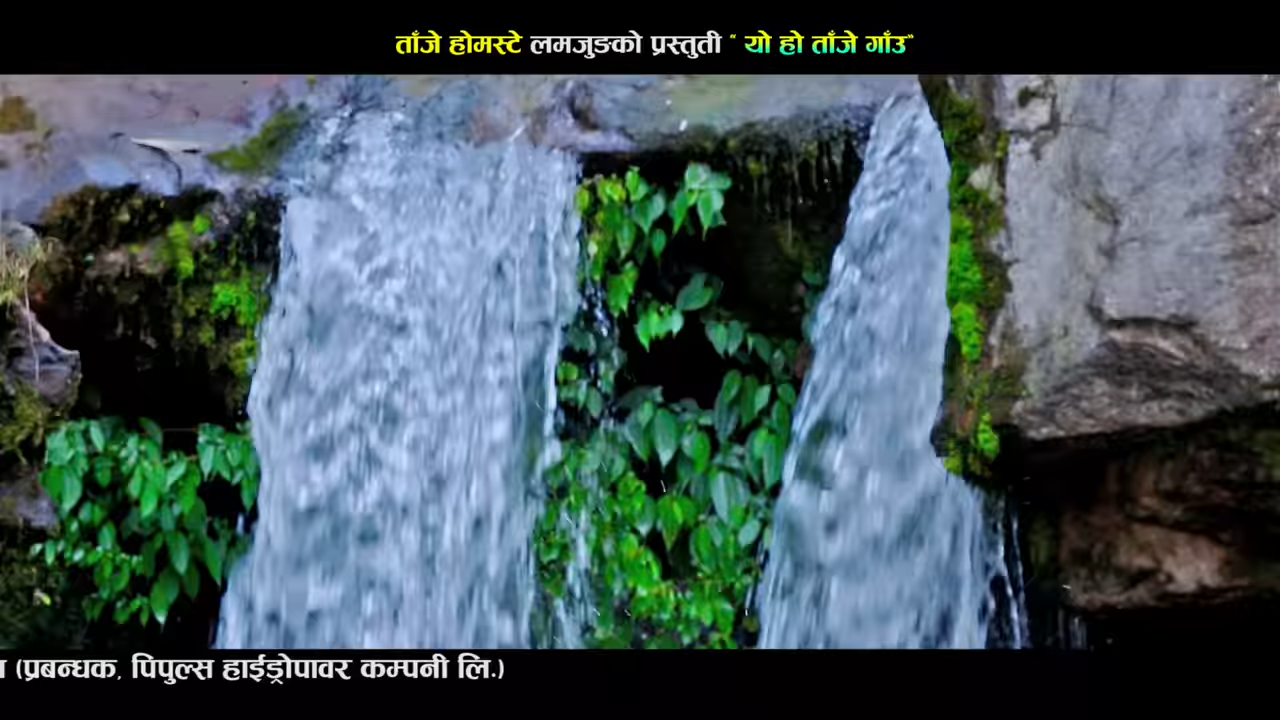 ताँजे होमस्टे लमजुङको प्रस्तुती “ यो हो ताँजे गाँउ”
(प्रबन्धक, पिपुल्स हाईड्रोपावर कम्पनी लि.)